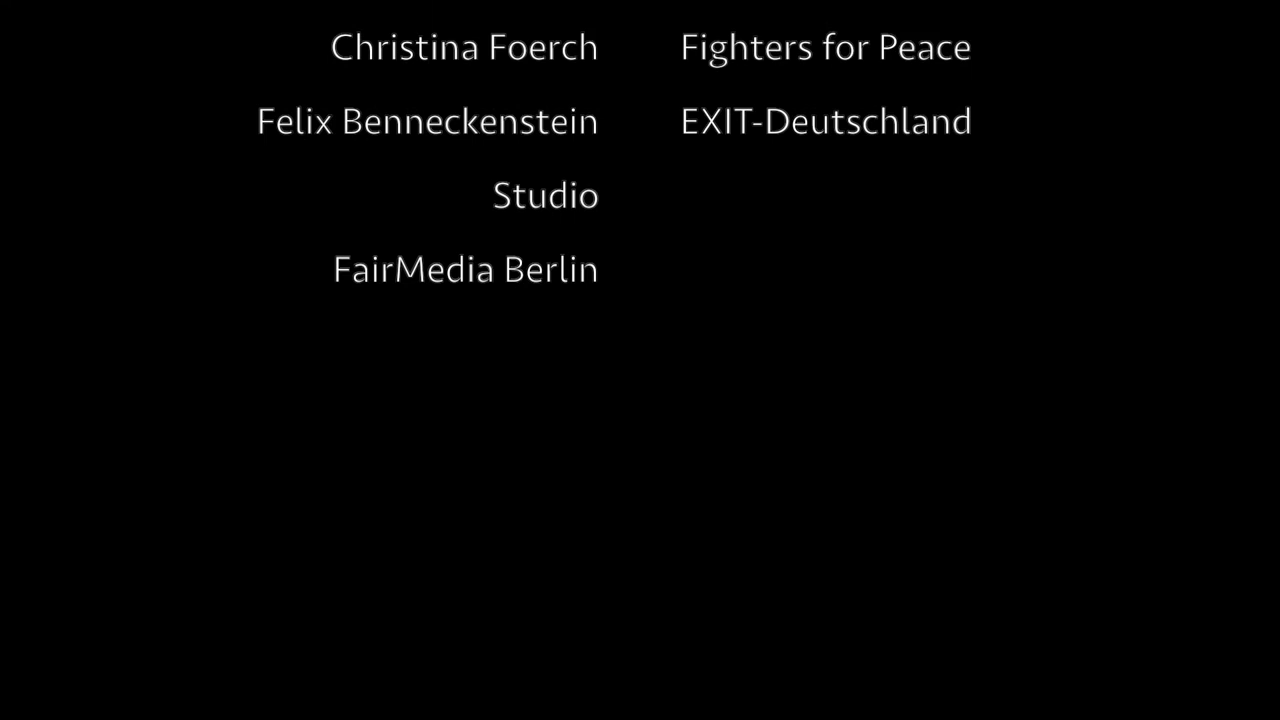 Christina Foerch Fighters for Peace
Felix Benneckenstein EXIT-Deutschland
Studio
FairMedia Berlin